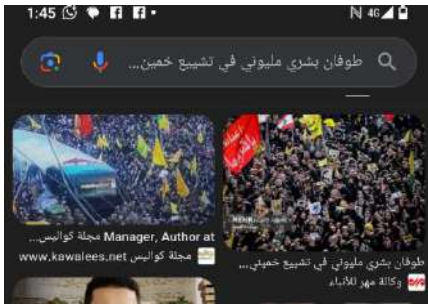 1:45
4G
طوفان بشري مليوني في تشييع خمين...
MEHR
Manager, Author at مجلة كواليس...
مجلة كواليس www.kawalees.net
طوفان بشري مليوني في تشييع خميني...
وكالة مهر للأنباء